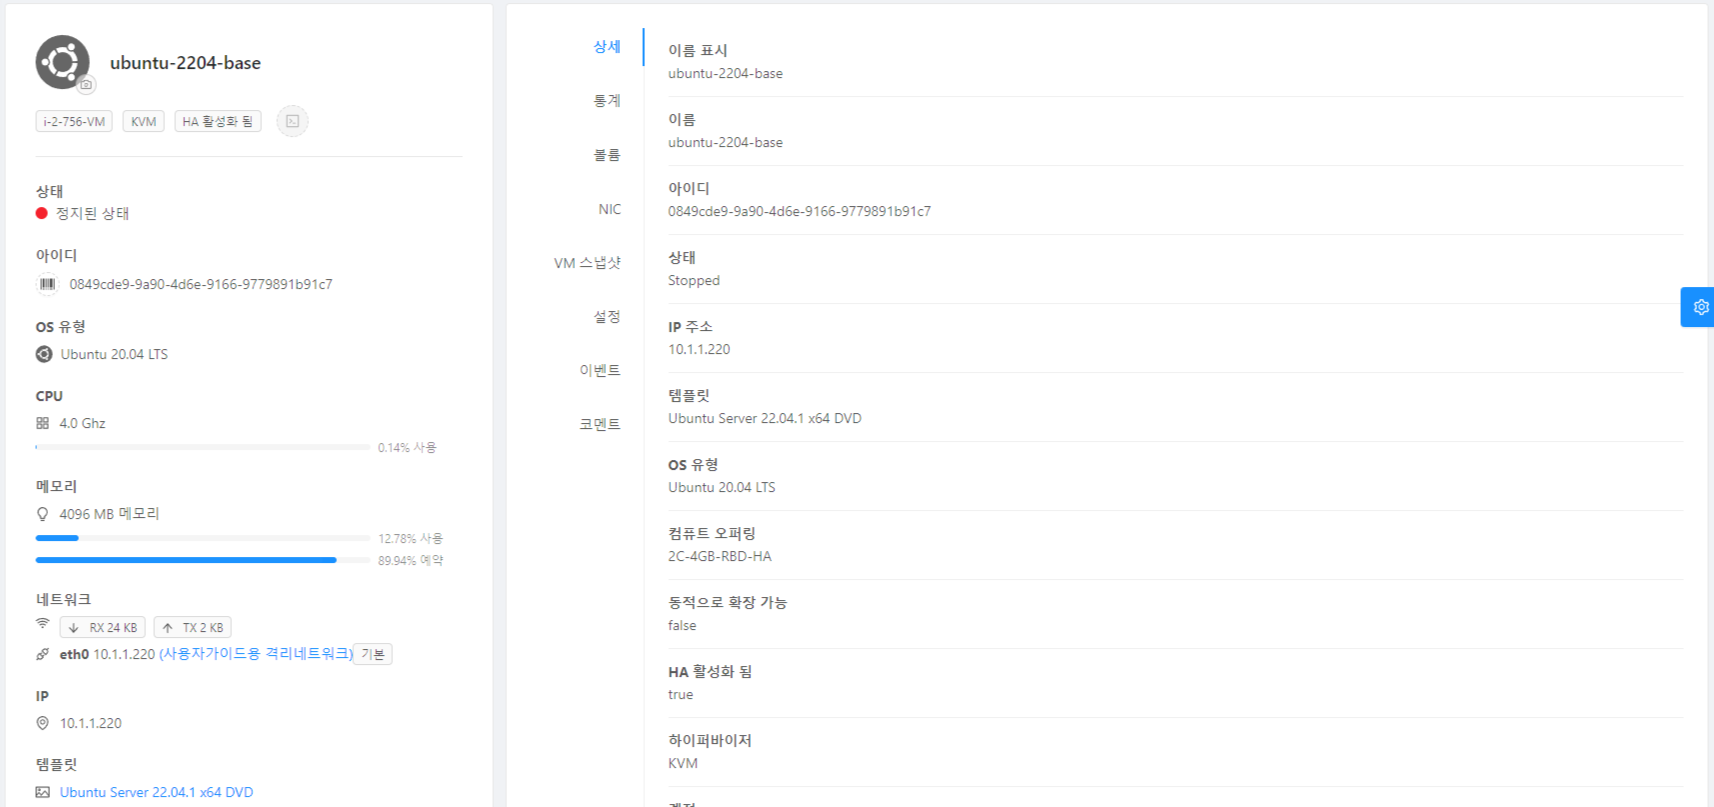 ubuntu-2204-base
i-2-756-VM KVM HA 활성화 됨
상태
정지된 상태
아이디
0849cde9-9a90-4d6e-9166-9779891b91c7
OS 유형
Ubuntu 20.04 LTS
CPU
4.0 Ghz
0.14% 사용
메모리
4096 MB 메모리
12.78% 사용
89.94% 예약
네트워크
RX 24 KB TX 2 KB
eth0 10.1.1.220 (사용자가이드용 격리네트워크) 기본
IP
10.1.1.220
템플릿
Ubuntu Server 22.04.1 x64 DVD
상세
통계
볼륨
NIC
VM 스냅샷
설정
이벤트
코멘트
이름 표시
ubuntu-2204-base
이름
ubuntu-2204-base
아이디
0849cde9-9a90-4d6e-9166-9779891b91c7
상태
Stopped
IP 주소
10.1.1.220
템플릿
Ubuntu Server 22.04.1 x64 DVD
OS 유형
Ubuntu 20.04 LTS
컴퓨트 오퍼링
2C-4GB-RBD-HA
동적으로 확장 가능
false
HA 활성화 됨
true
하이퍼바이저
KVM